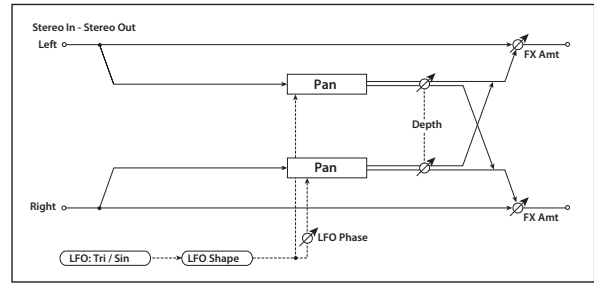 Stereo In - Stereo Out
Left
FX Amt
Pan
Depth
Pan
Right
FX Amt
LFO Phase
LFO: Tri / Sin
LFO Shape